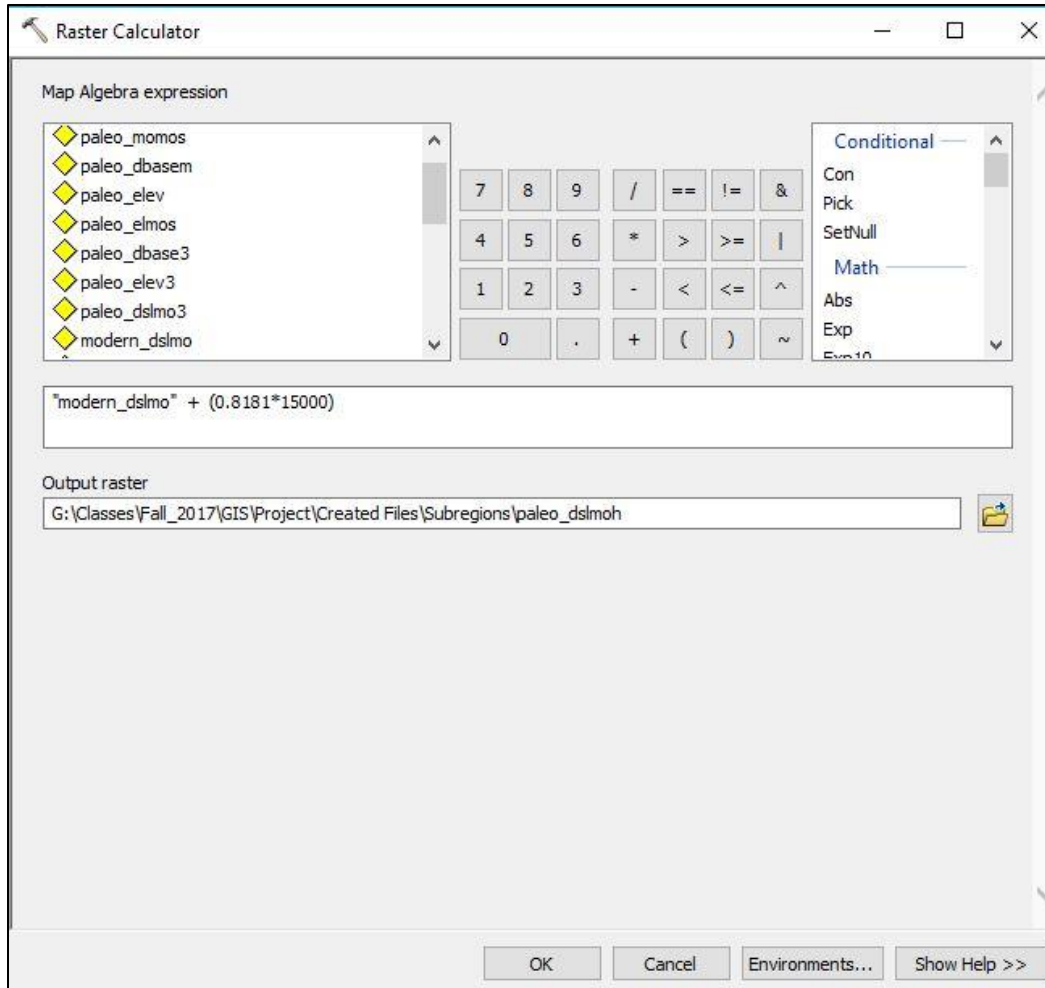 Raster Calculator
Map Algebra expression
paleo_momos
paleo_dbasem
paleo_elev
paleo_elmos
paleo_dbase3
paleo_elev3
paleo_dslmo3
modern_dslmo
7 8 9 / == != &
4 5 6 * > >= |
1 2 3 - < <= ^
0 . + ( ) ~
Conditional
Con
Pick
SetNull
Math
Abs
Exp
Exp10
"modern_dslmo" + (0.8181*15000)
Output raster
G:\Classes\Fall_2017\GIS\Project\Created Files\Subregions\paleo_dslmoh
OK Cancel Environments... Show Help >>